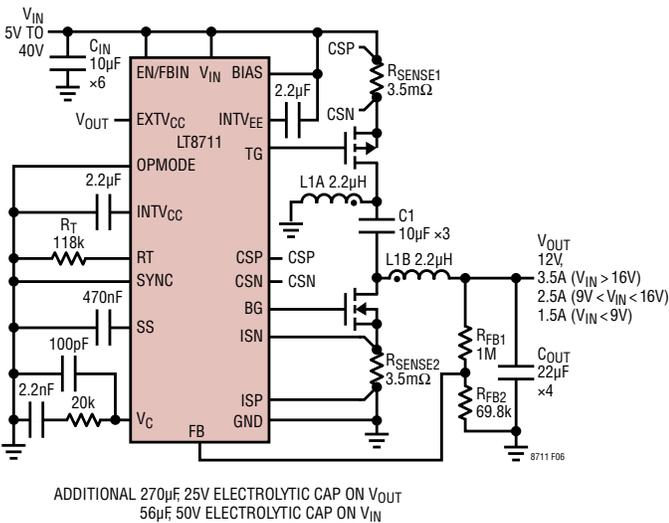 VIN
5V TO
40V
CIN
10µF
×6
EN/FBIN VIN BIAS
CSP
RSENSE1
3.5mΩ
2.2µF
CSN
VOUT
EXTVCC
INTVEE
LT8711
TG
OPMODE
2.2µF
L1A 2.2µH
INTVCC
C1
10µF ×3
RT
118k
RT
CSP CSP
L1B 2.2µH
VOUT
12V,
3.5A (VIN > 16V)
2.5A (9V < VIN < 16V)
1.5A (VIN < 9V)
SYNC
CSN CSN
470nF
BG
SS
ISN
RFB1
1M
100pF
RSENSE2
3.5mΩ
COUT
22µF
×4
2.2nF
20k
ISP
RFB2
69.8k
VC
GND
FB
8711 F06
ADDITIONAL 270µF, 25V ELECTROLYTIC CAP ON VOUT
56µF, 50V ELECTROLYTIC CAP ON VIN